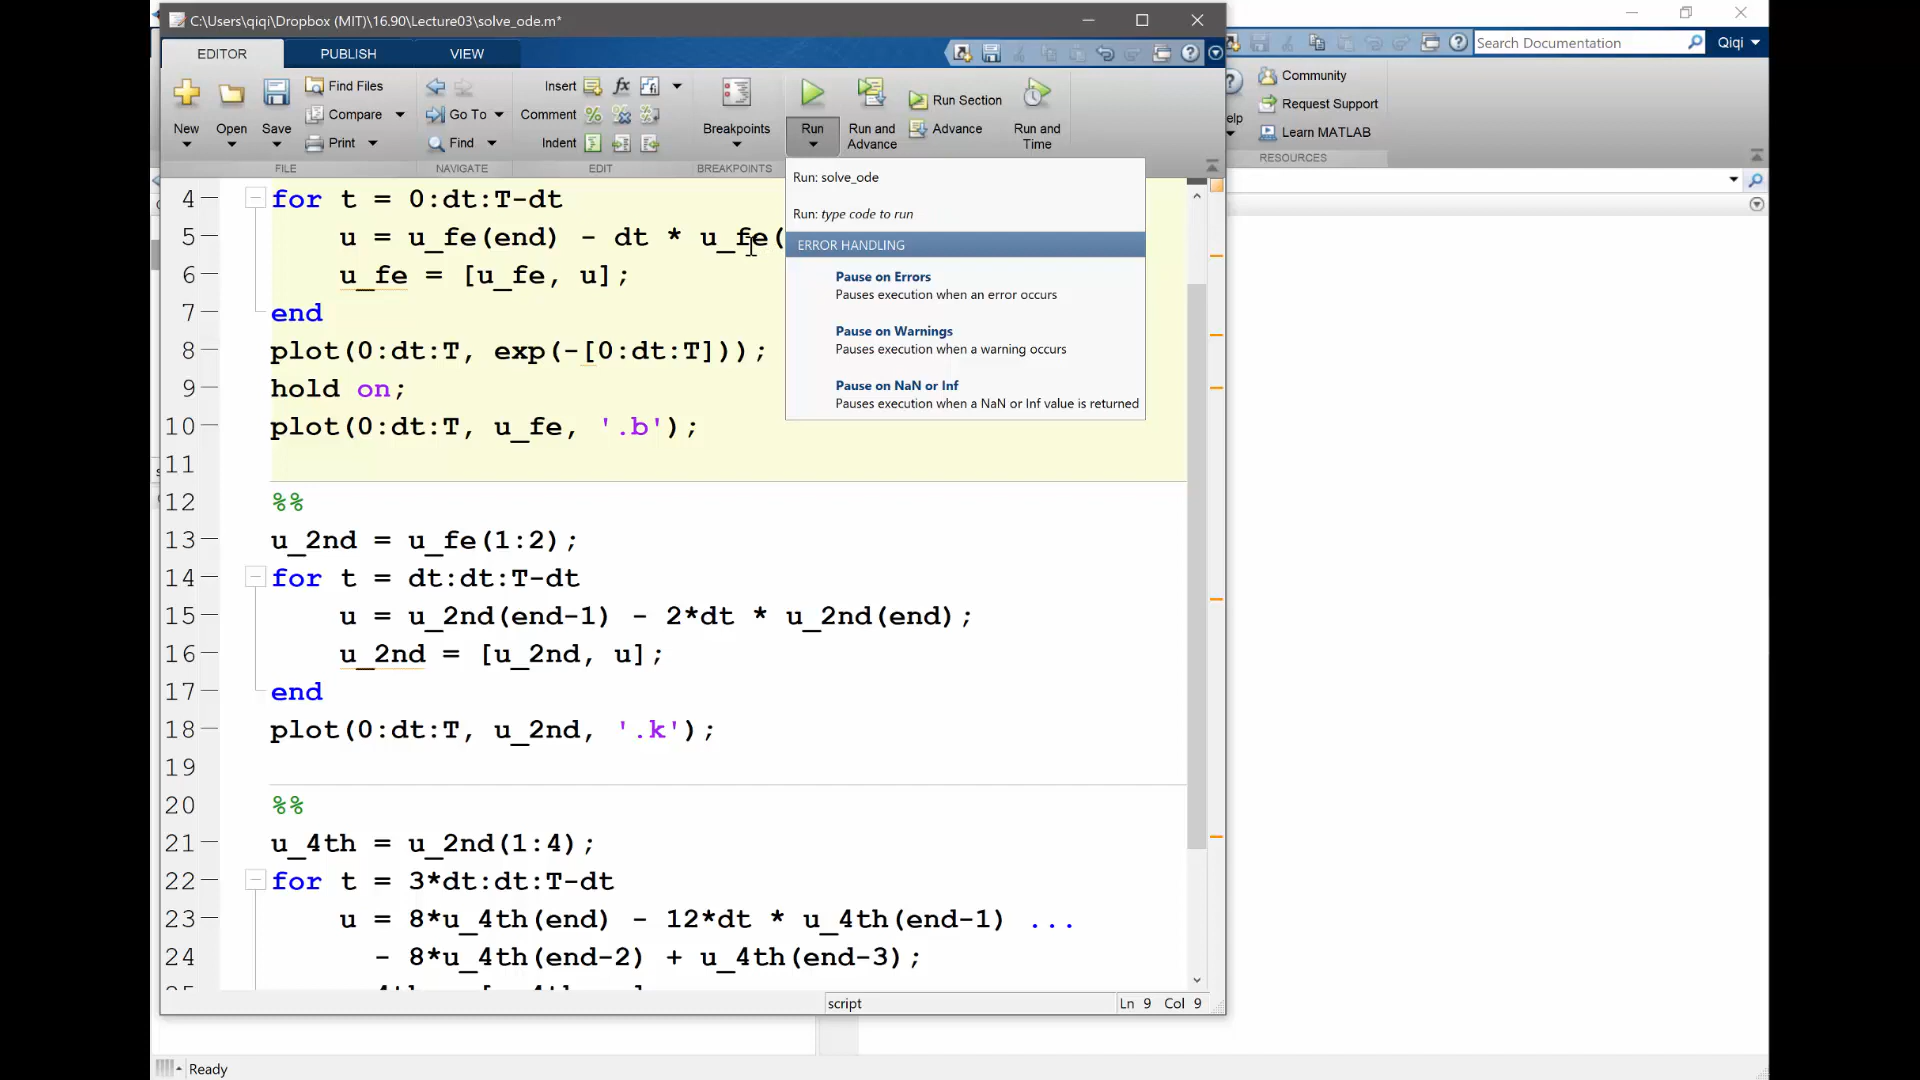 C:\Users\qiqi\Dropbox (MIT)\16.90\Lecture03\solve_ode.m*
EDITOR PUBLISH VIEW
Search Documentation Qiqi
New Open Save
Find Files
Compare
Print
FILE
Go To
Find
NAVIGATE
Insert
Comment
Indent
EDIT
Breakpoints
BREAKPOINTS
Run
Run and Advance
Run Section
Advance
Run and Time
elp
Community
Request Support
Learn MATLAB
RESOURCES
Run: solve_ode
Run: type code to run
ERROR HANDLING
Pause on Errors
Pauses execution when an error occurs
Pause on Warnings
Pauses execution when a warning occurs
Pause on NaN or Inf
Pauses execution when a NaN or Inf value is returned
4 for t = 0:dt:T-dt
5 u = u_fe(end) - dt * u_fe(
6 u_fe = [u_fe, u];
7 end
8 plot(0:dt:T, exp(-[0:dt:T]));
9 hold on;
10 plot(0:dt:T, u_fe, '.b');
11
12 %%
13 u_2nd = u_fe(1:2);
14 for t = dt:dt:T-dt
15 u = u_2nd(end-1) - 2*dt * u_2nd(end);
16 u_2nd = [u_2nd, u];
17 end
18 plot(0:dt:T, u_2nd, '.k');
19
20 %%
21 u_4th = u_2nd(1:4);
22 for t = 3*dt:dt:T-dt
23 u = 8*u_4th(end) - 12*dt * u_4th(end-1) ...
24 - 8*u_4th(end-2) + u_4th(end-3);
script Ln 9 Col 9
Ready